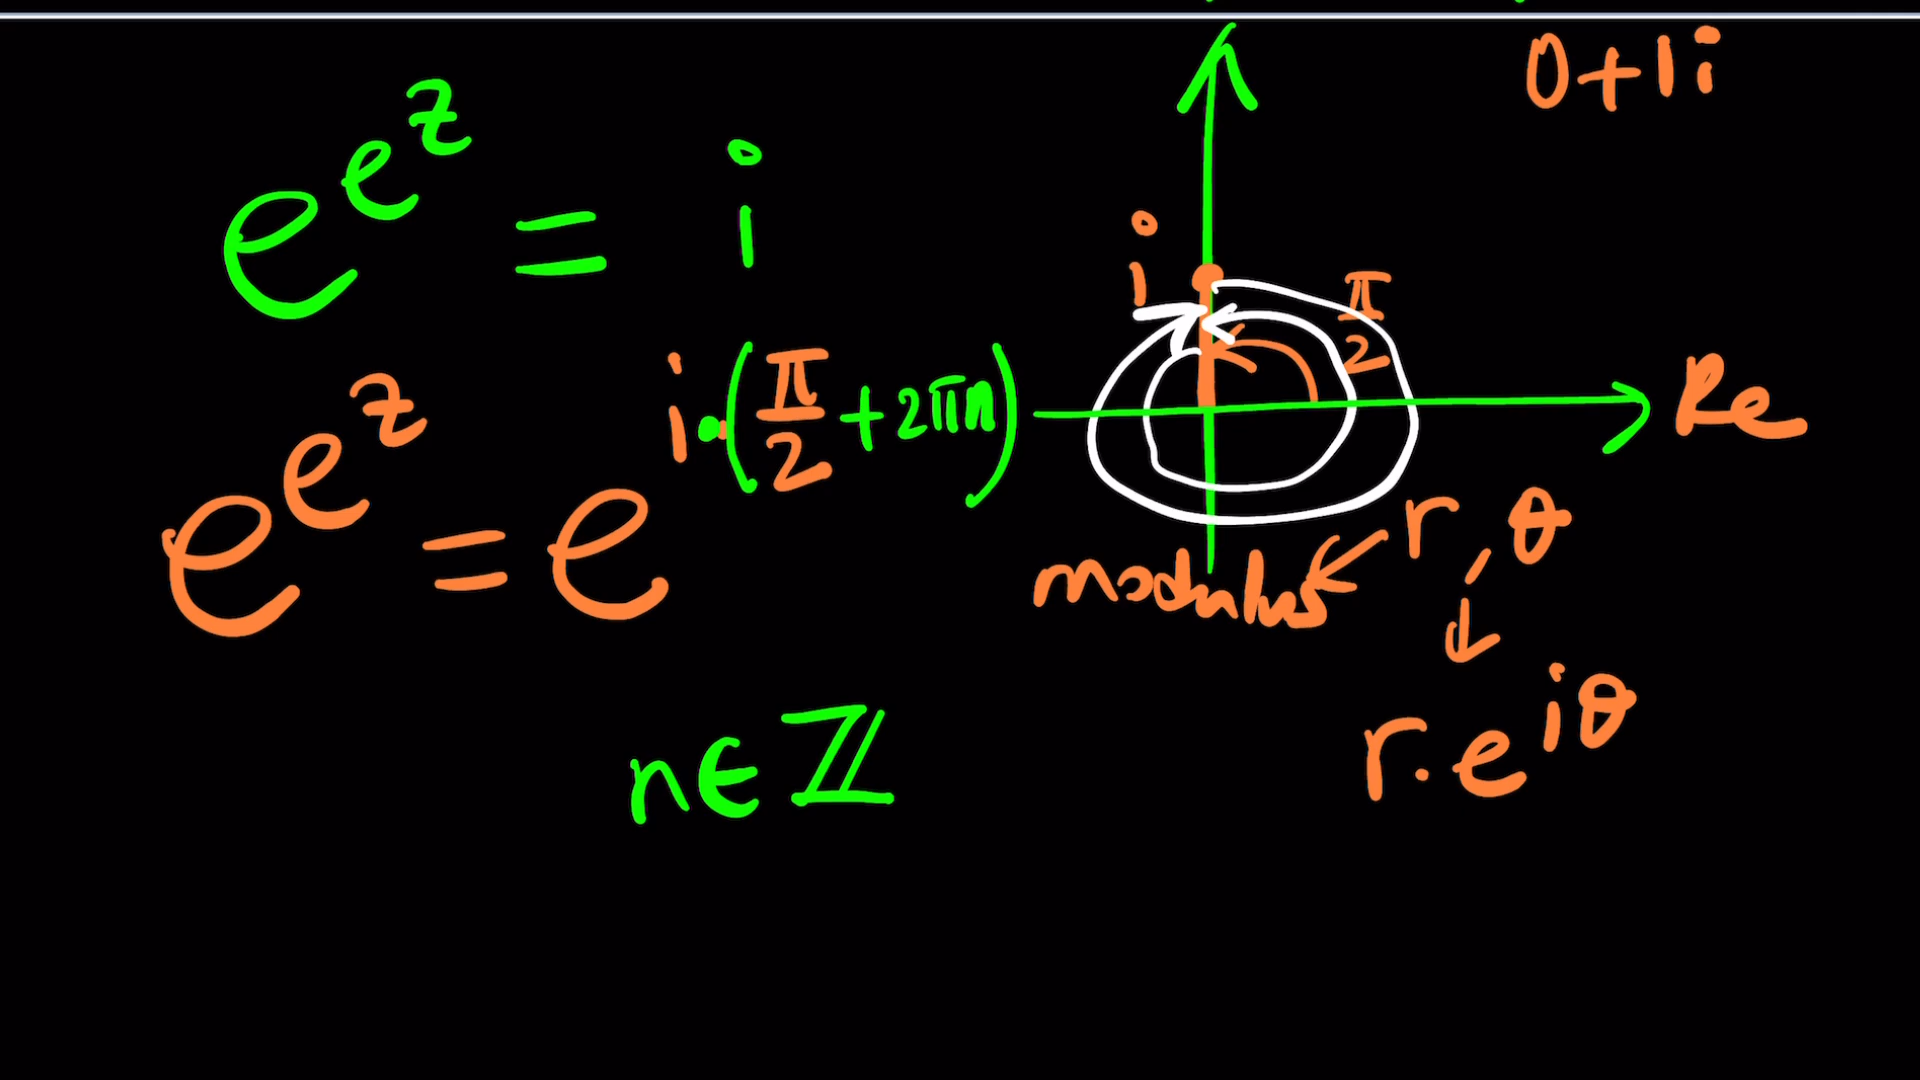 0+1i
e^{e^z} = i
i
π/2
e^{e^z} = e^{i·(π/2+2πn)}
Re
r, θ
modulus
n∈ℤ
r·e^{iθ}